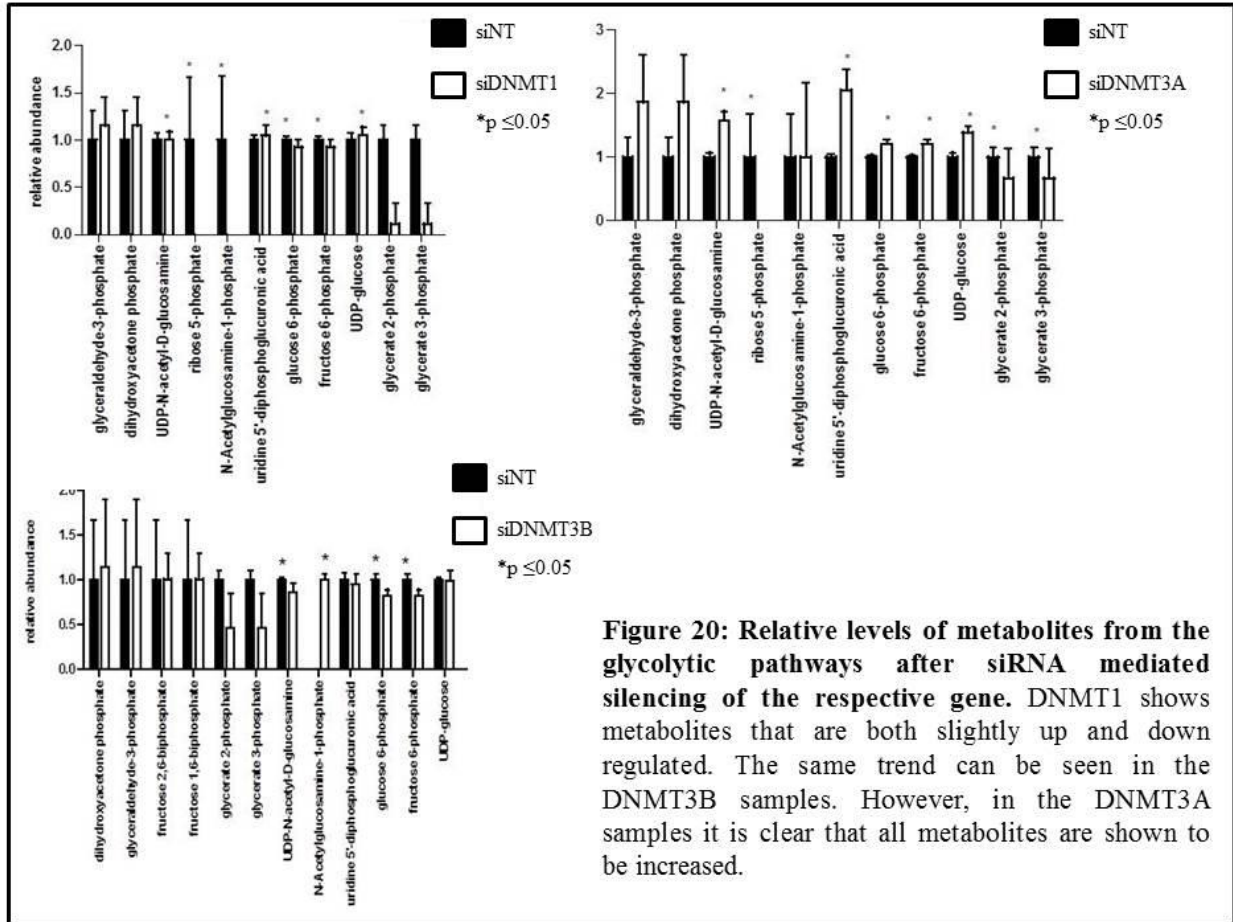 siNT
siDNMT1
*p ≤0.05
relative abundance
2.0
1.5
1.0
0.5
0.0
* * * * * * *
glyceraldehyde-3-phosphate
dihydroxyacetone phosphate
UDP-N-acetyl-D-glucosamine
ribose 5-phosphate
N-Acetylglucosamine-1-phosphate
uridine 5'-diphosphoglucuronic acid
glucose 6-phosphate
fructose 6-phosphate
UDP-glucose
glycerate 2-phosphate
glycerate 3-phosphate
siNT
siDNMT3A
*p ≤0.05
3
2
1
0
* * * * * * * *
glyceraldehyde-3-phosphate
dihydroxyacetone phosphate
UDP-N-acetyl-D-glucosamine
ribose 5-phosphate
N-Acetylglucosamine-1-phosphate
uridine 5'-diphosphoglucuronic acid
glucose 6-phosphate
fructose 6-phosphate
UDP-glucose
glycerate 2-phosphate
glycerate 3-phosphate
siNT
siDNMT3B
*p ≤0.05
relative abundance
2.0
1.5
1.0
0.5
0.0
* * * *
dihydroxyacetone phosphate
glyceraldehyde-3-phosphate
fructose 2,6-biphosphate
fructose 1,6-biphosphate
glycerate 2-phosphate
glycerate 3-phosphate
UDP-N-acetyl-D-glucosamine
N-Acetylglucosamine-1-phosphate
uridine 5'-diphosphoglucuronic acid
glucose 6-phosphate
fructose 6-phosphate
UDP-glucose
Figure 20: Relative levels of metabolites from the
glycolytic pathways after siRNA mediated
silencing of the respective gene. DNMT1 shows
metabolites that are both slightly up and down
regulated. The same trend can be seen in the
DNMT3B samples. However, in the DNMT3A
samples it is clear that all metabolites are shown to
be increased.